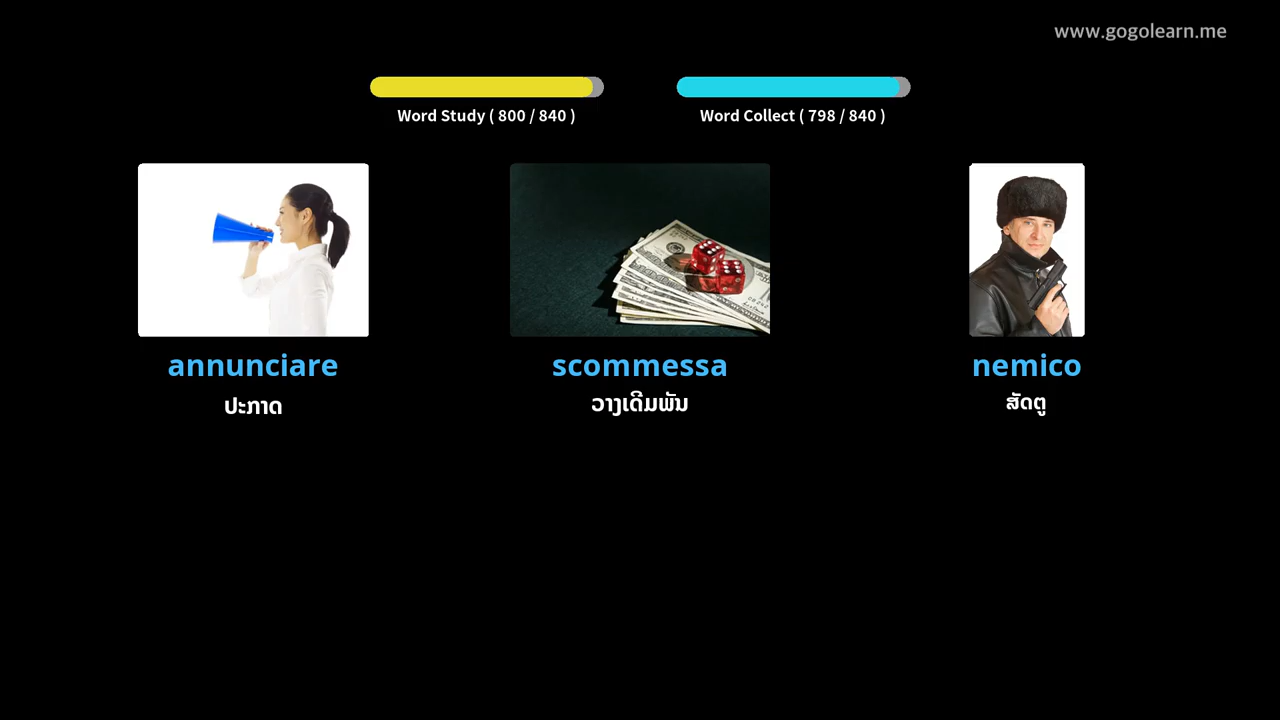 www.gogolearn.me
Word Study ( 800 / 840 )
Word Collect ( 798 / 840 )
annunciare
ປະກາດ
scommessa
ວາງເດີມພັນ
nemico
ສັດຕູ